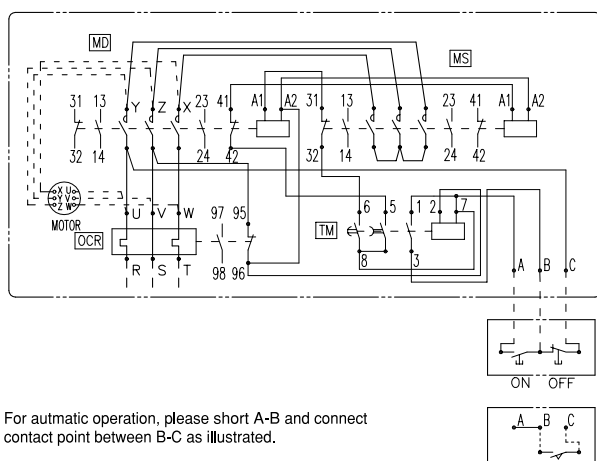 MD
MS
31 13 Y Z X 23 41 A1 A2 31 13 23 41 A1 A2
32 14 24 42 32 14 24 42
X U
Y V
Z W
MOTOR
U V W 97 95
OCR
TM
6 5 1 2 7
8 3
R S T 98 96
A B C
ON OFF
For autmatic operation, please short A-B and connect
contact point between B-C as illustrated.
A B C